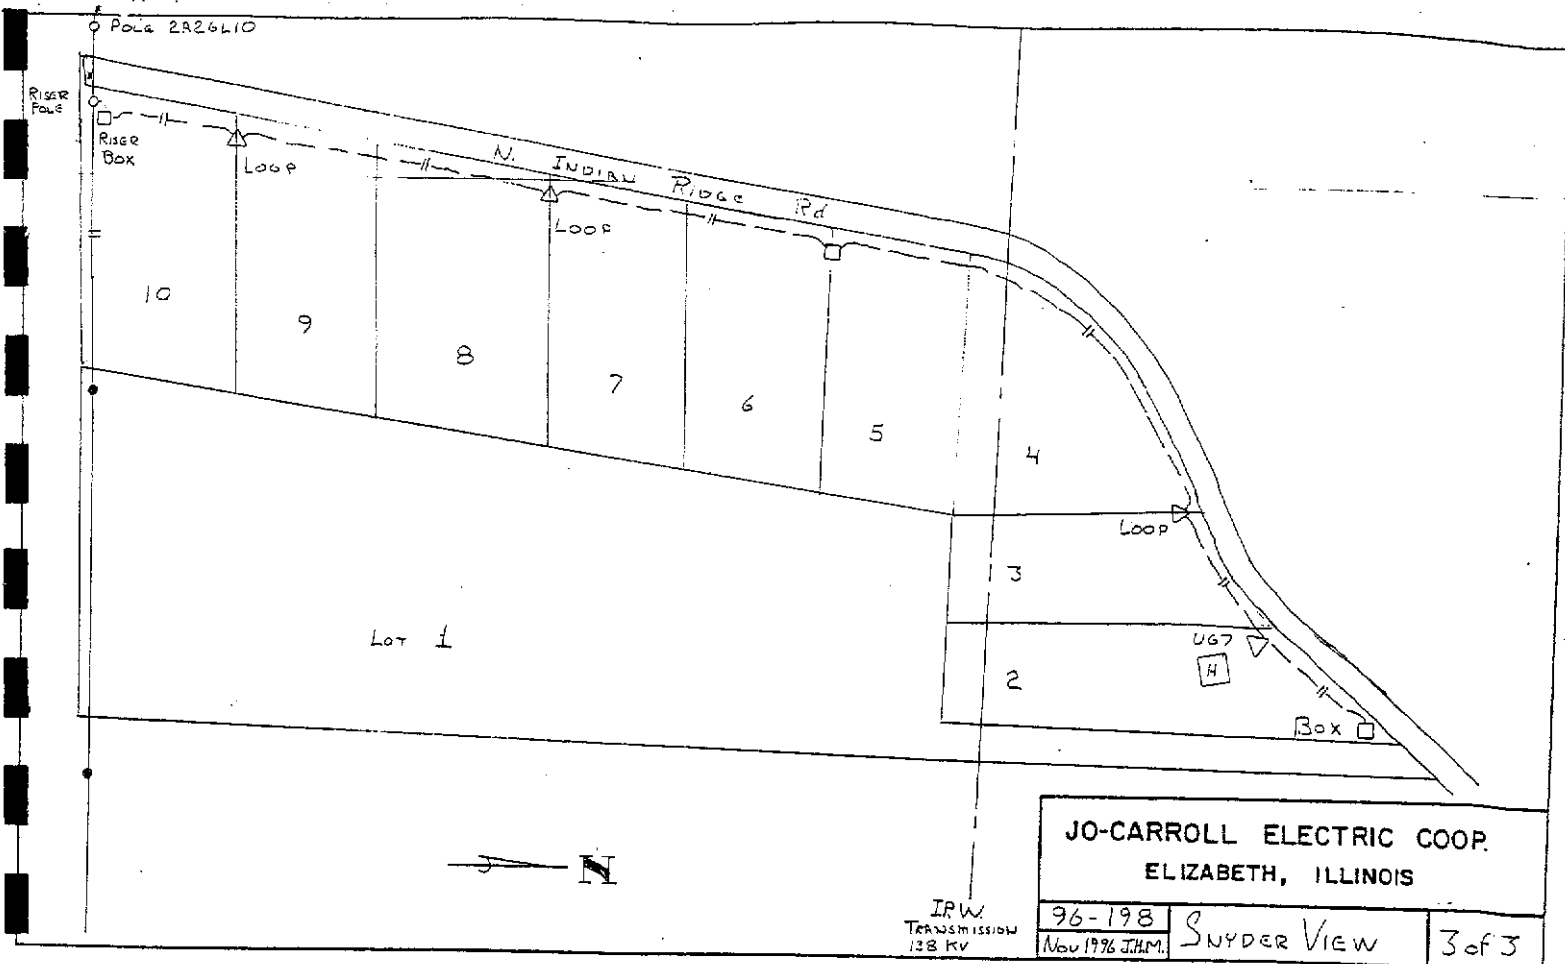 POLE 2A26L10
RISER
POLE
RISER
BOX
LOOP
N. INDIAN RIDGE Rd
LOOP
10
9
8
7
6
5
4
LOOP
3
LOT 1
UG7
H
2
BOX
N
I.P.W.
TRANSMISSION
138 KV
JO-CARROLL ELECTRIC COOP.
ELIZABETH, ILLINOIS
96-198
Nov 1996 J.H.M.
SNYDER VIEW
3 of 3